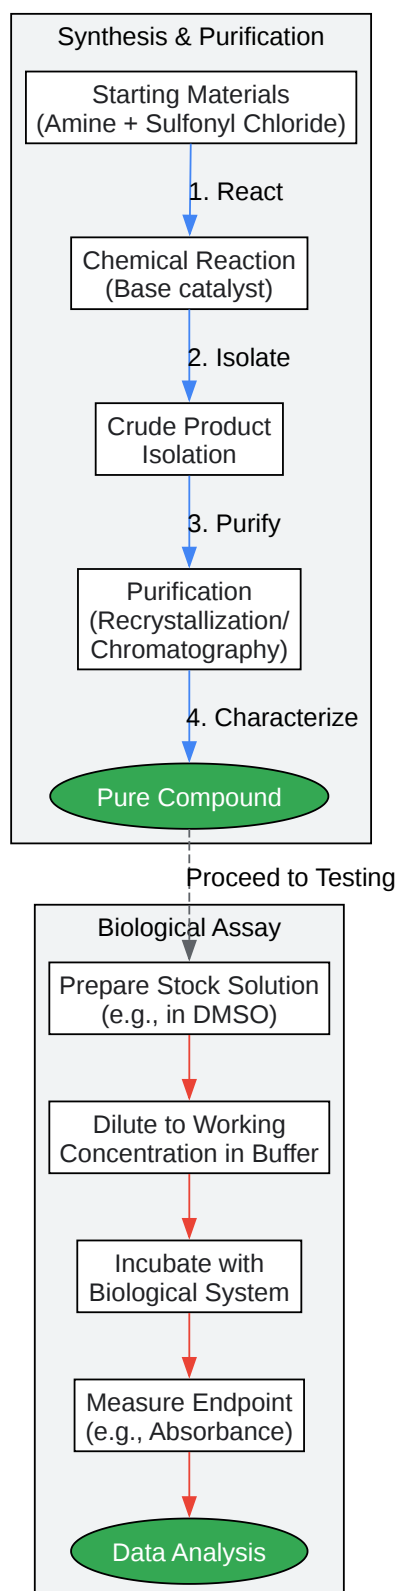 Synthesis & Purification
Starting Materials
(Amine + Sulfonyl Chloride)
1. React
Chemical Reaction
(Base catalyst)
2. Isolate
Crude Product
Isolation
3. Purify
Purification
(Recrystallization/
Chromatography)
4. Characterize
Pure Compound
Proceed to Testing
Biological Assay
Prepare Stock Solution
(e.g., in DMSO)
Dilute to Working
Concentration in Buffer
Incubate with
Biological System
Measure Endpoint
(e.g., Absorbance)
Data Analysis